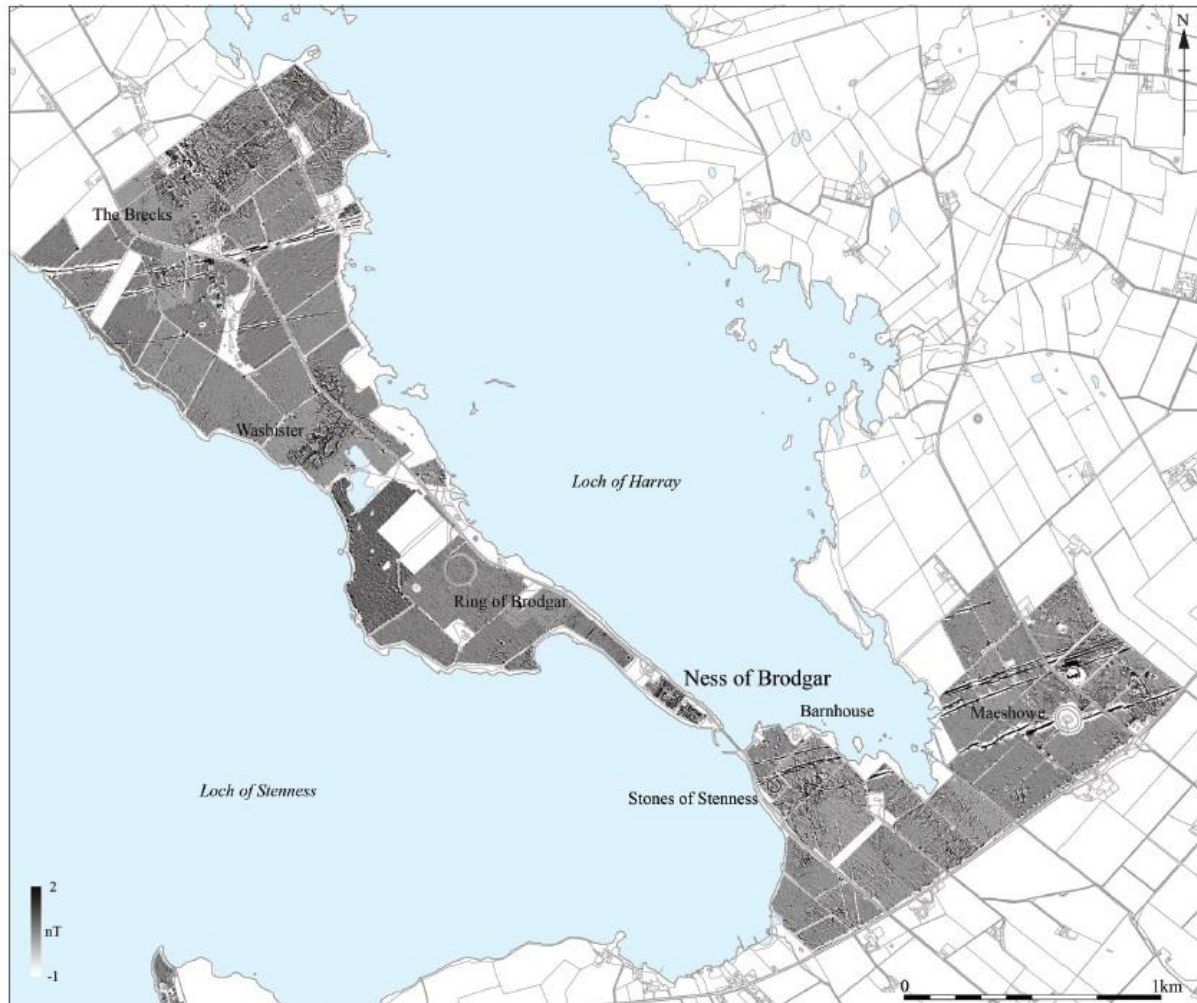 N
The Brecks
Wasbister
Loch of Harray
Ring of Brodgar
Ness of Brodgar
Barnhouse
Maeshowe
Loch of Stenness
Stones of Stenness
2
nT
-1
0
1km